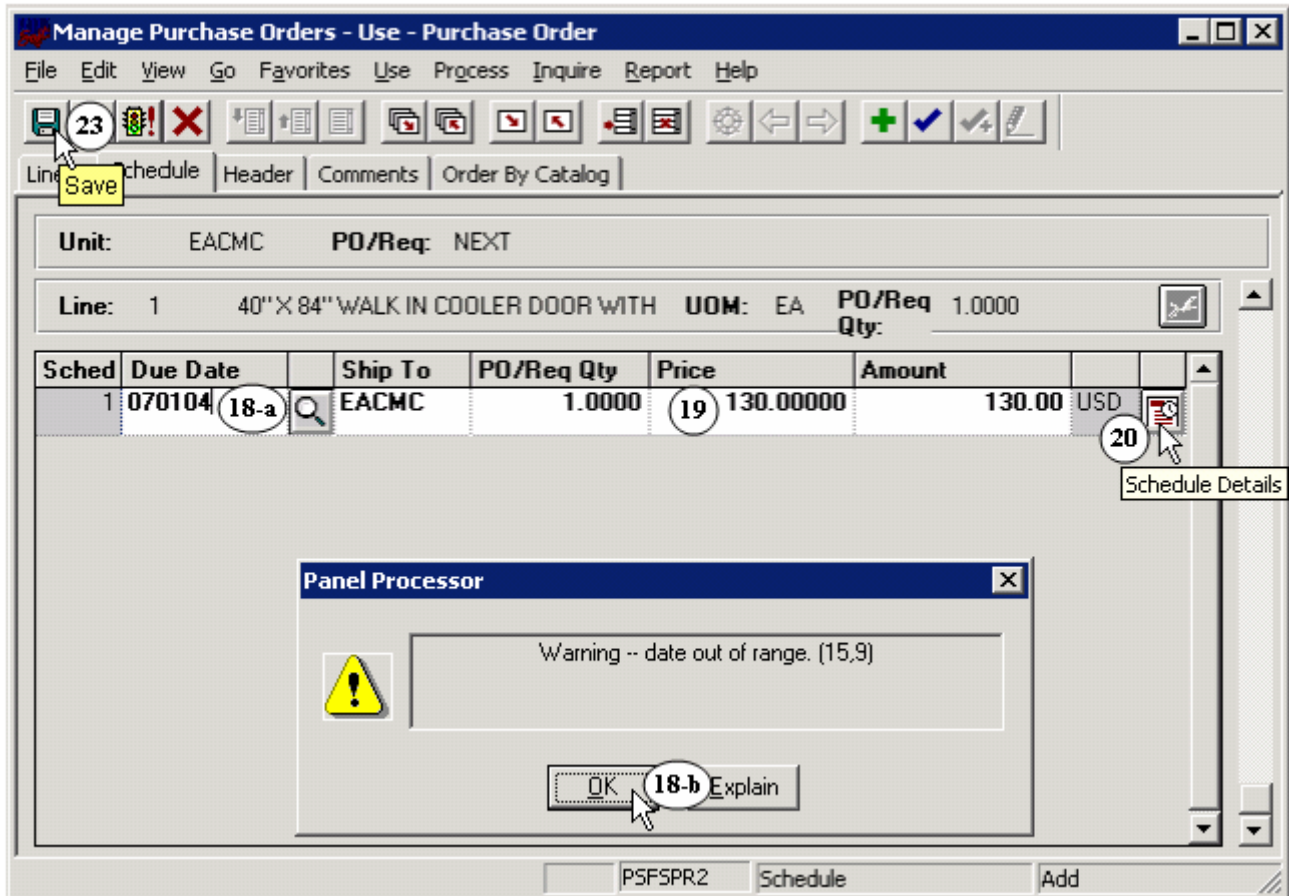 Manage Purchase Orders - Use - Purchase Order
File Edit View Go Favorites Use Process Inquire Report Help
23
Save
Schedule Header Comments Order By Catalog
Unit: EACMC PO/Req: NEXT
Line: 1 40"X 84" WALK IN COOLER DOOR WITH UOM: EA PO/Req Qty: 1.0000
Sched Due Date Ship To PO/Req Qty Price Amount
1 070104 18-a EACMC 1.0000 19 130.00000 130.00 USD
20
Schedule Details
Panel Processor
Warning -- date out of range. (15,9)
OK 18-b Explain
PSFSPR2 Schedule Add